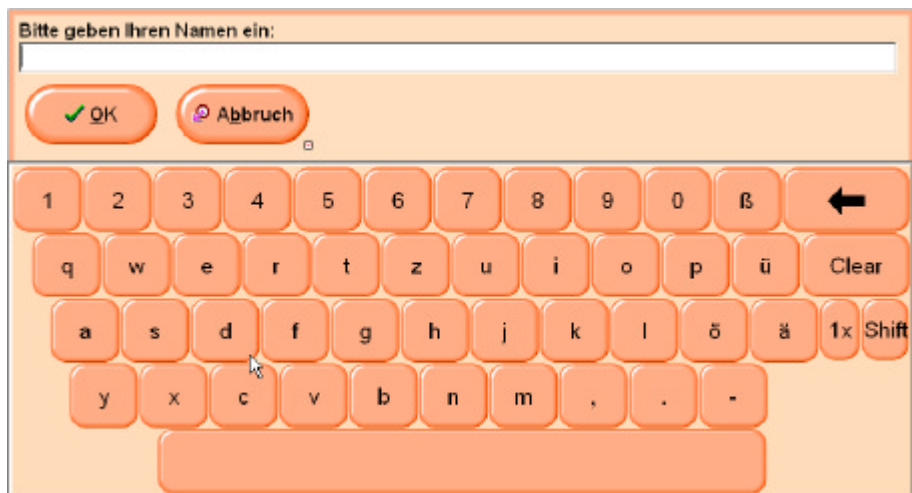 Bitte geben Ihren Namen ein:
OK Abbruch
1 2 3 4 5 6 7 8 9 0 ß
q w e r t z u i o p ü Clear
a s d f g h j k l ö ä 1x Shift
y x c v b n m , . -